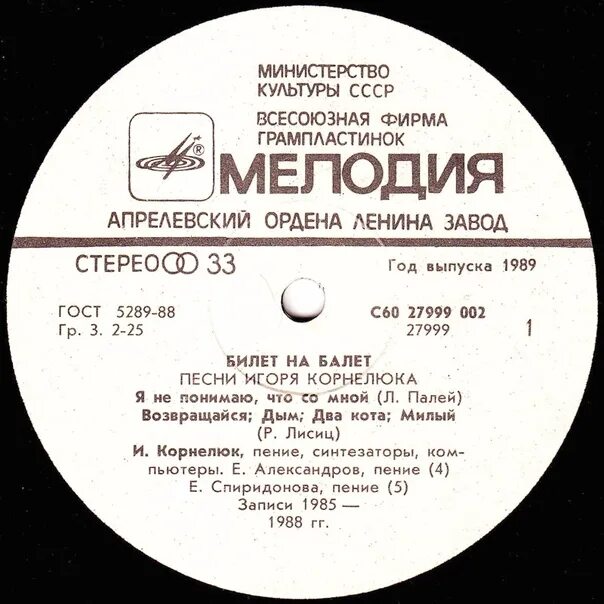 МИНИСТЕРСТВО
КУЛЬТУРЫ СССР
ВСЕСОЮЗНАЯ ФИРМА
ГРАМПЛАСТИНОК
® МЕЛОДИЯ
АПРЕЛЕВСКИЙ ОРДЕНА ЛЕНИНА ЗАВОД
СТЕРЕО 33
Год выпуска 1989
ГОСТ 5289-88
С60 27999 002
Гр. 3. 2-25
27999
1
БИЛЕТ НА БАЛЕТ
ПЕСНИ ИГОРЯ КОРНЕЛЮКА
Я не понимаю, что со мной (Л. Палей)
Возвращайся; Дым; Два кота; Милый
(Р. Лисиц)
И. Корнелюк, пение, синтезаторы, ком-
пьютеры. Е. Александров, пение (4)
Е. Спиридонова, пение (5)
Записи 1985 —
1988 гг.